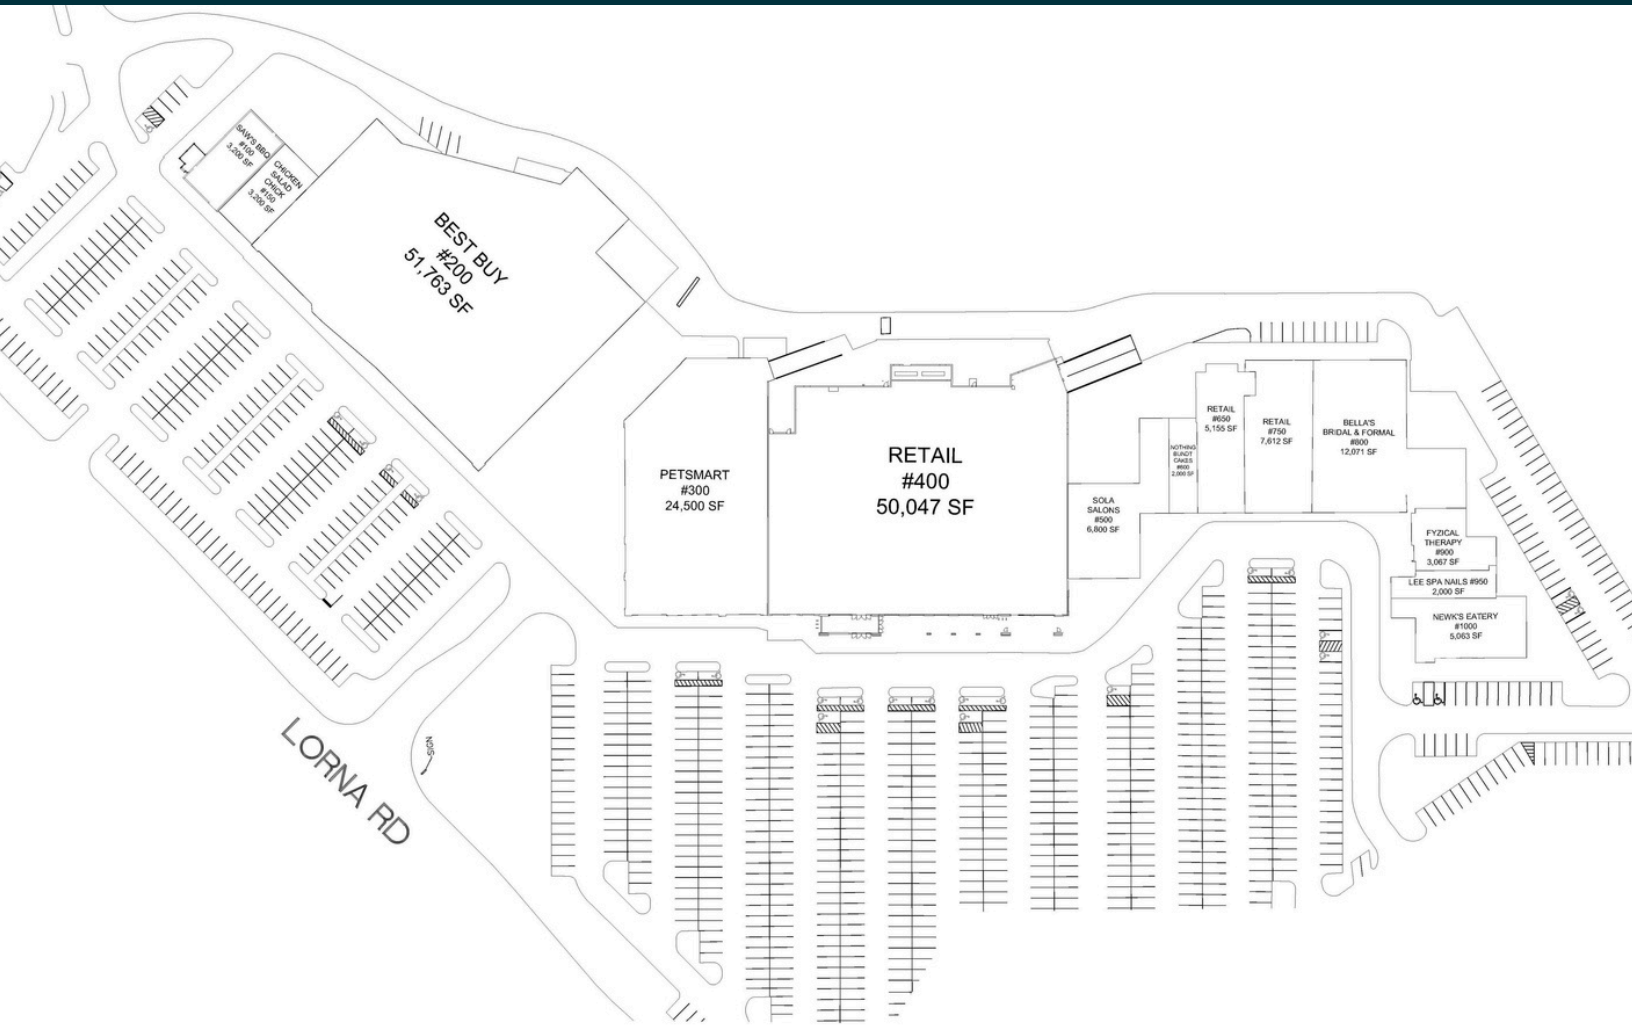 SAW'S BBQ
#100
3,200 SF
CHICKEN
SALAD
CHICK
#150
3,200 SF
BEST BUY
#200
51,763 SF
PETSMART
#300
24,500 SF
RETAIL
#400
50,047 SF
SOLA
SALONS
#500
6,800 SF
NOTHING
BUNDT
CAKES
#600
2,000 SF
RETAIL
#650
5,155 SF
RETAIL
#750
7,612 SF
BELLA'S
BRIDAL & FORMAL
#800
12,071 SF
FYZICAL
THERAPY
#900
3,067 SF
LEE SPA NAILS #950
2,000 SF
NEWK'S EATERY
#1000
5,063 SF
SIGN
LORNA RD